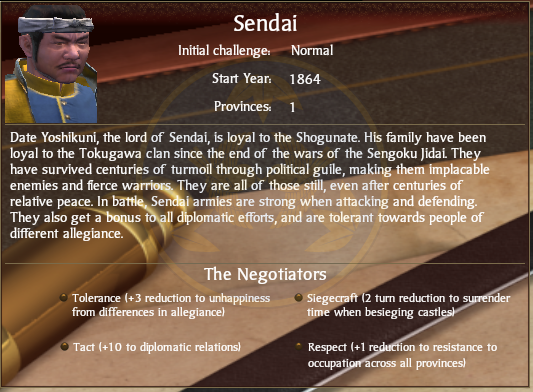 Sendai
Initial challenge: Normal
Start Year: 1864
Provinces: 1
Date Yoshikuni, the lord of Sendai, is loyal to the Shogunate. His family have been
loyal to the Tokugawa clan since the end of the wars of the Sengoku Jidai. They
have survived centuries of turmoil through political guile, making them implacable
enemies and fierce warriors. They are all of those still, even after centuries of
relative peace. In battle, Sendai armies are strong when attacking and defending.
They also get a bonus to all diplomatic efforts, and are tolerant towards people of
different allegiance.
The Negotiators
Tolerance (+3 reduction to unhappiness
from differences in allegiance)
Siegecraft (2 turn reduction to surrender
time when besieging castles)
Tact (+10 to diplomatic relations)
Respect (+1 reduction to resistance to
occupation across all provinces)